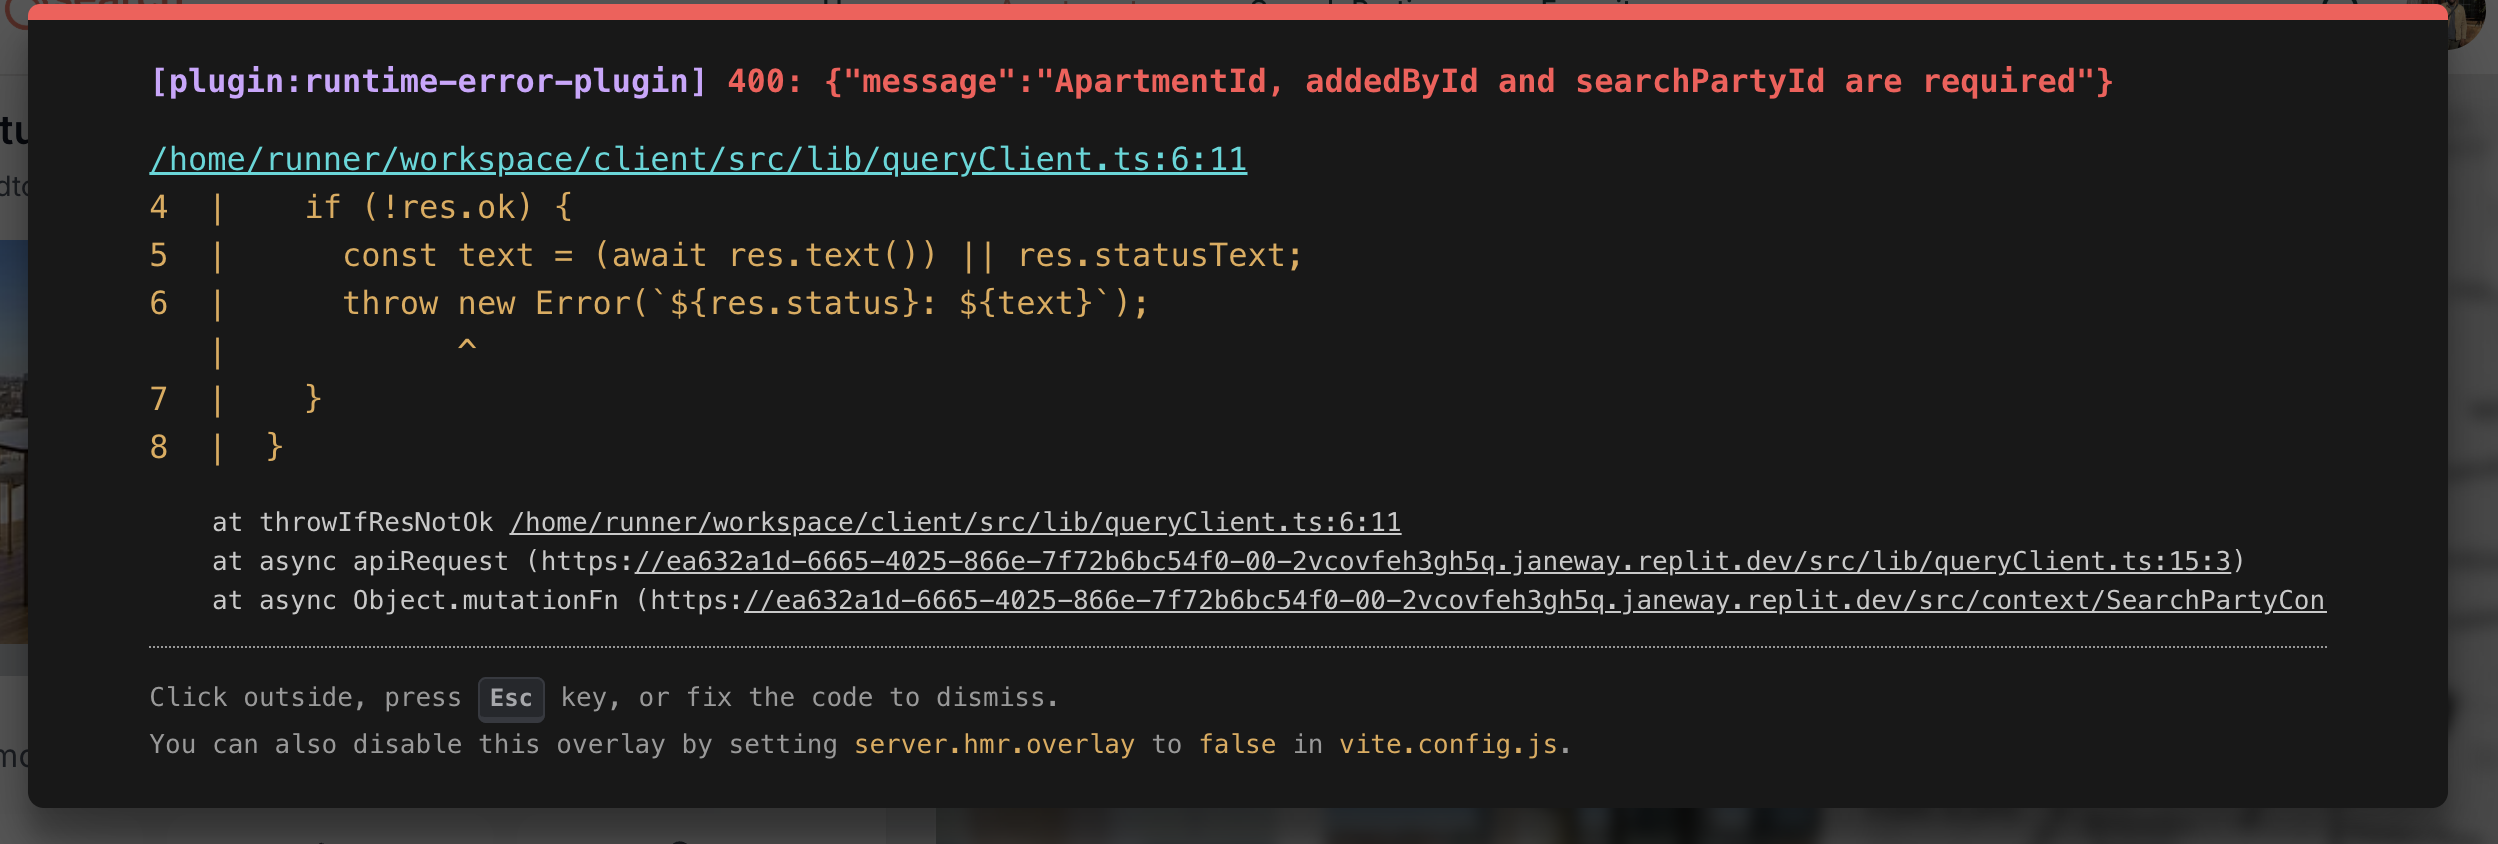 [plugin:runtime-error-plugin] 400: {"message":"ApartmentId, addedById and searchPartyId are required"}
/home/runner/workspace/client/src/lib/queryClient.ts:6:11
4  |    if (!res.ok) {
5  |      const text = (await res.text()) || res.statusText;
6  |      throw new Error(`${res.status}: ${text}`);
   |            ^
7  |    }
8  |  }
at throwIfResNotOk /home/runner/workspace/client/src/lib/queryClient.ts:6:11
at async apiRequest (https://ea632a1d-6665-4025-866e-7f72b6bc54f0-00-2vcovfeh3gh5q.janeway.replit.dev/src/lib/queryClient.ts:15:3)
at async Object.mutationFn (https://ea632a1d-6665-4025-866e-7f72b6bc54f0-00-2vcovfeh3gh5q.janeway.replit.dev/src/context/SearchPartyCon
Click outside, press Esc key, or fix the code to dismiss.
You can also disable this overlay by setting server.hmr.overlay to false in vite.config.js.